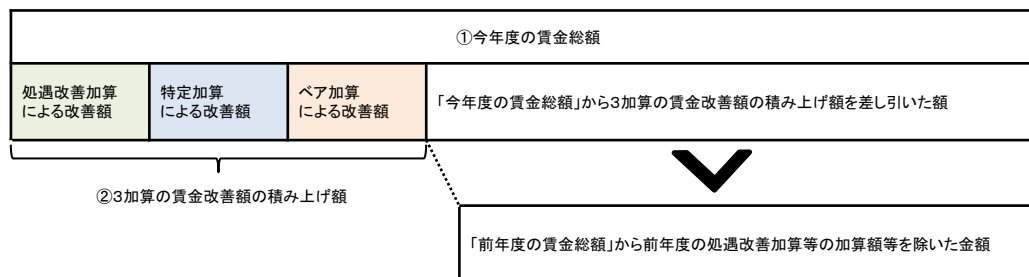 ①今年度の賃金総額
処遇改善加算
による改善額
特定加算
による改善額
ベア加算
による改善額
「今年度の賃金総額」から3加算の賃金改善額の積み上げ額を差し引いた額
②3加算の賃金改善額の積み上げ額
「前年度の賃金総額」から前年度の処遇改善加算等の加算額等を除いた金額